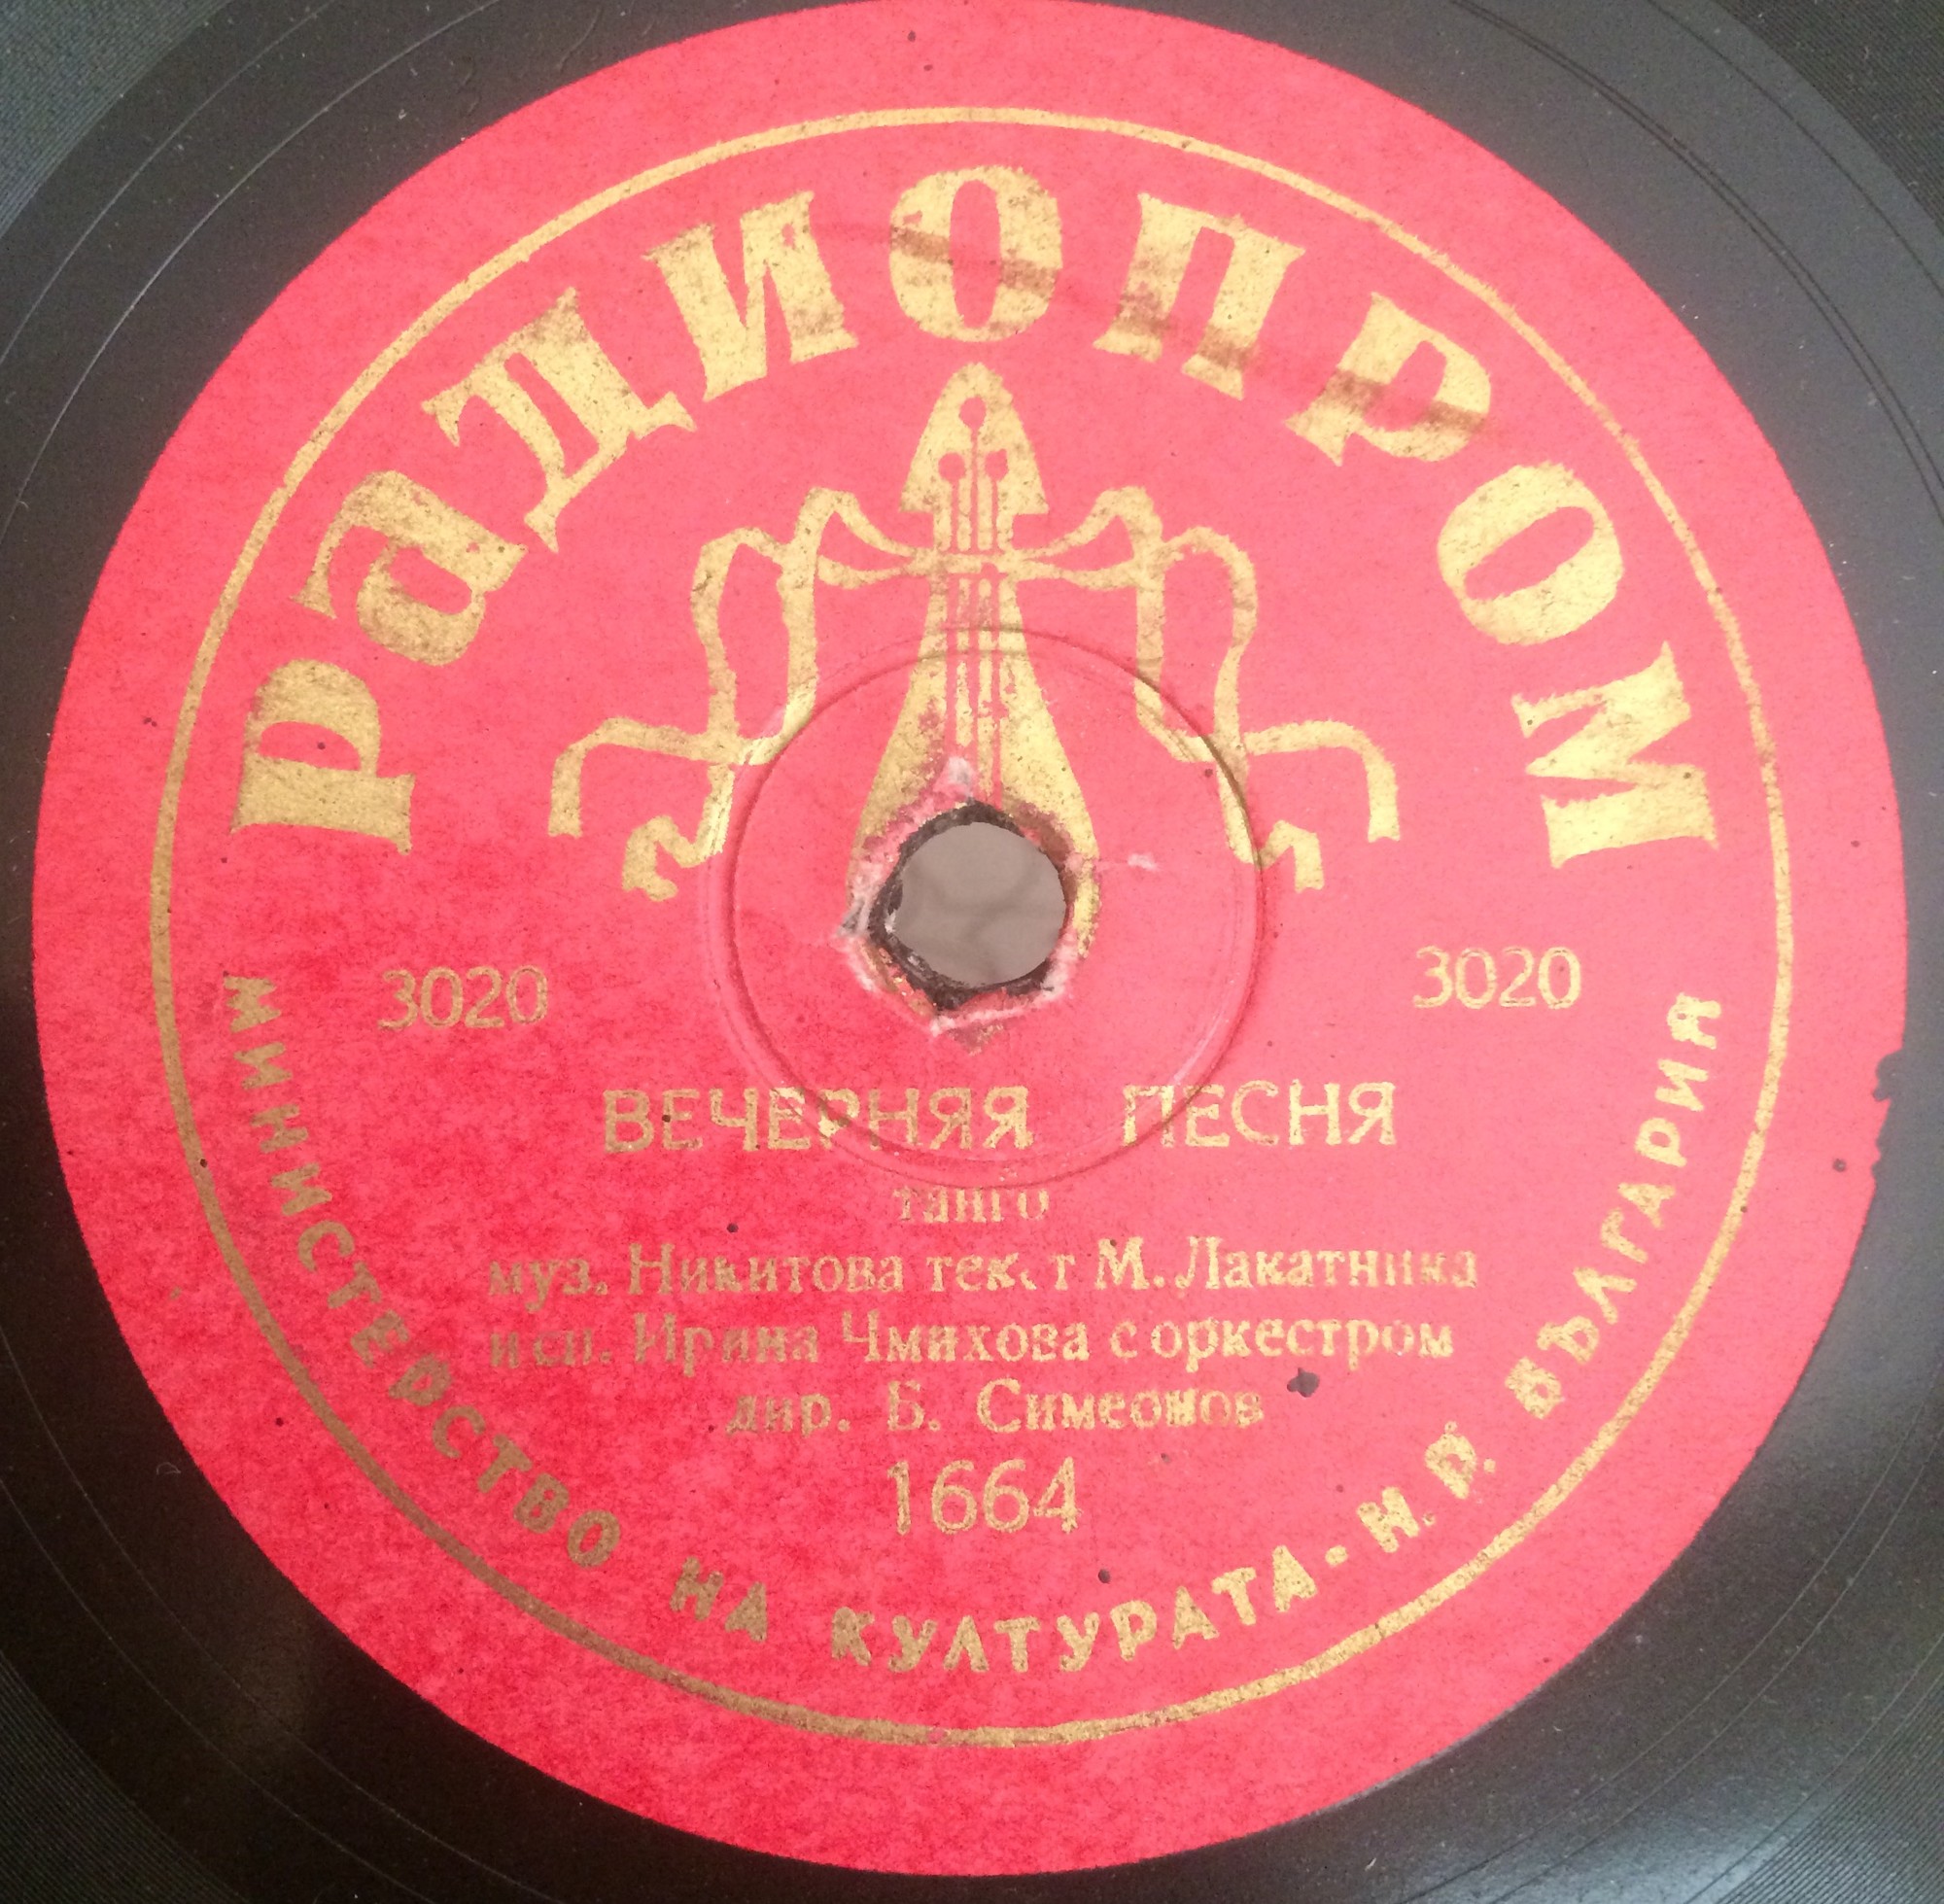 РАДИОПРОМ
3020 3020
ВЕЧЕРНЯЯ ПЕСНЯ
танго
муз. Никитова текст М. Лакатника
исп. Ирина Чмихова с оркестром
дир. Б. Симеонов
1664
МИНИСТЕРСТВО НА КУЛТУРАТА - Н. Р. БЪЛГАРИЯ